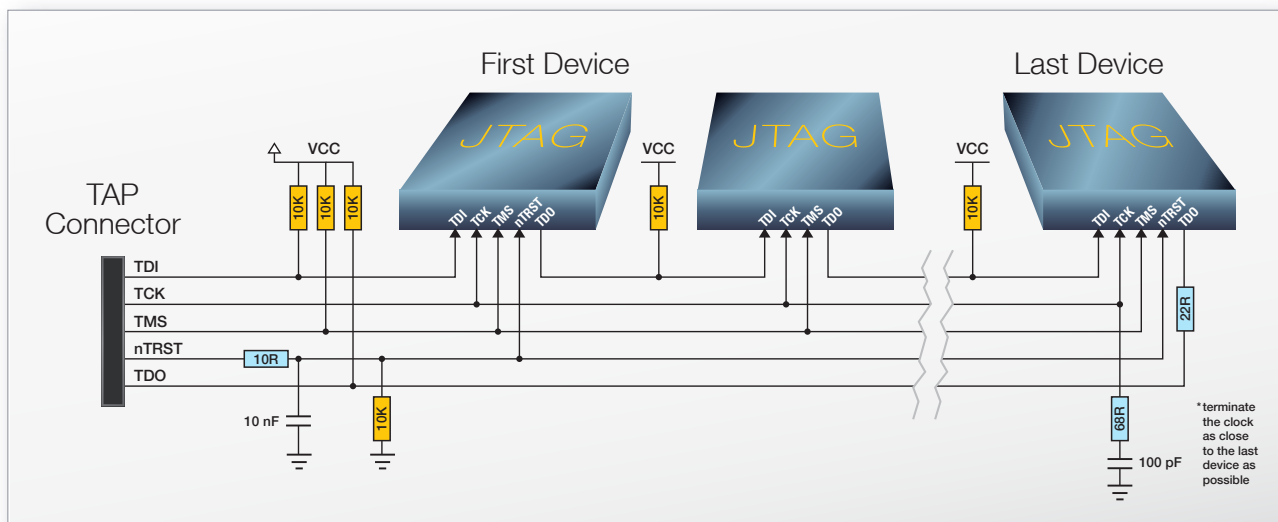 First Device
Last Device
JTAG
JTAG
JTAG
VCC
VCC
VCC
TAP
Connector
10K
10K
10K
10K
10K
TDI
TCK
TMS
nTRST
TDO
TDI
TCK
TMS
TDO
TDI
TCK
TMS
nTRST
TDO
TDI
TCK
TMS
nTRST
TDO
10R
22R
10 nF
10K
68R
100 pF
*terminate
the clock
as close
to the last
device as
possible